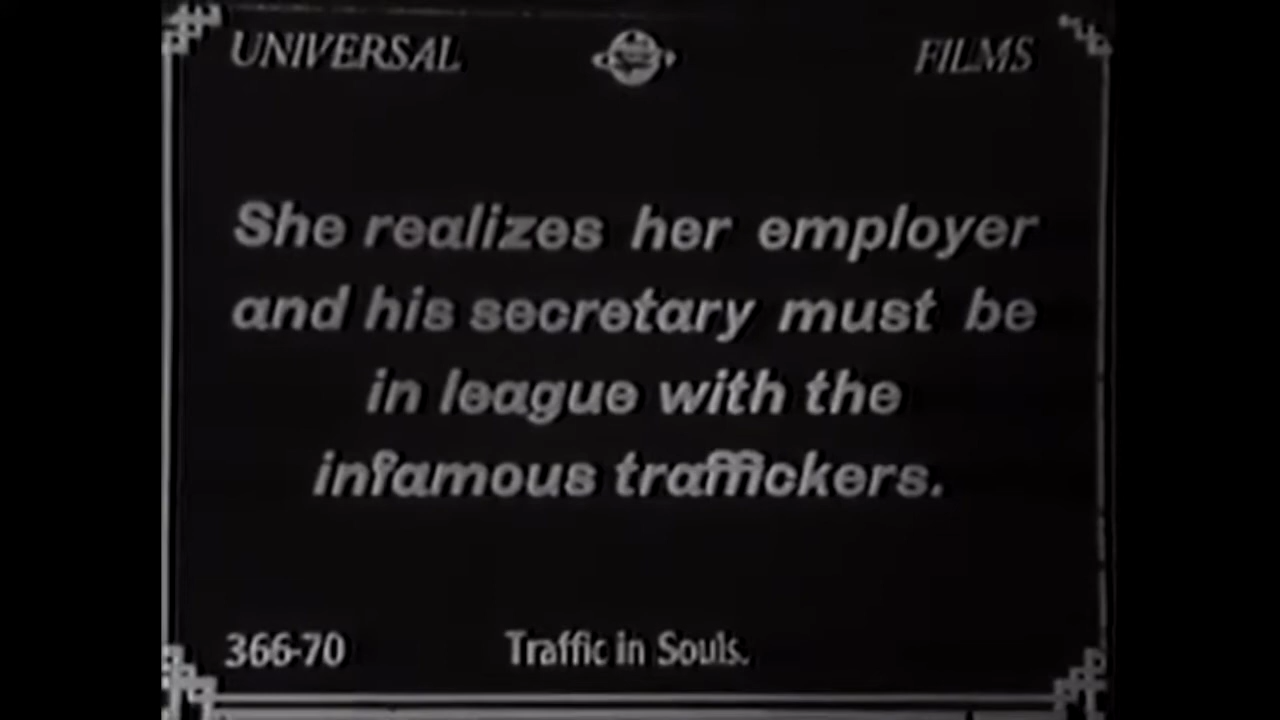 UNIVERSAL FILMS
She realizes her employer
and his secretary must be
in league with the
infamous traffickers.
366-70 Traffic in Souls.